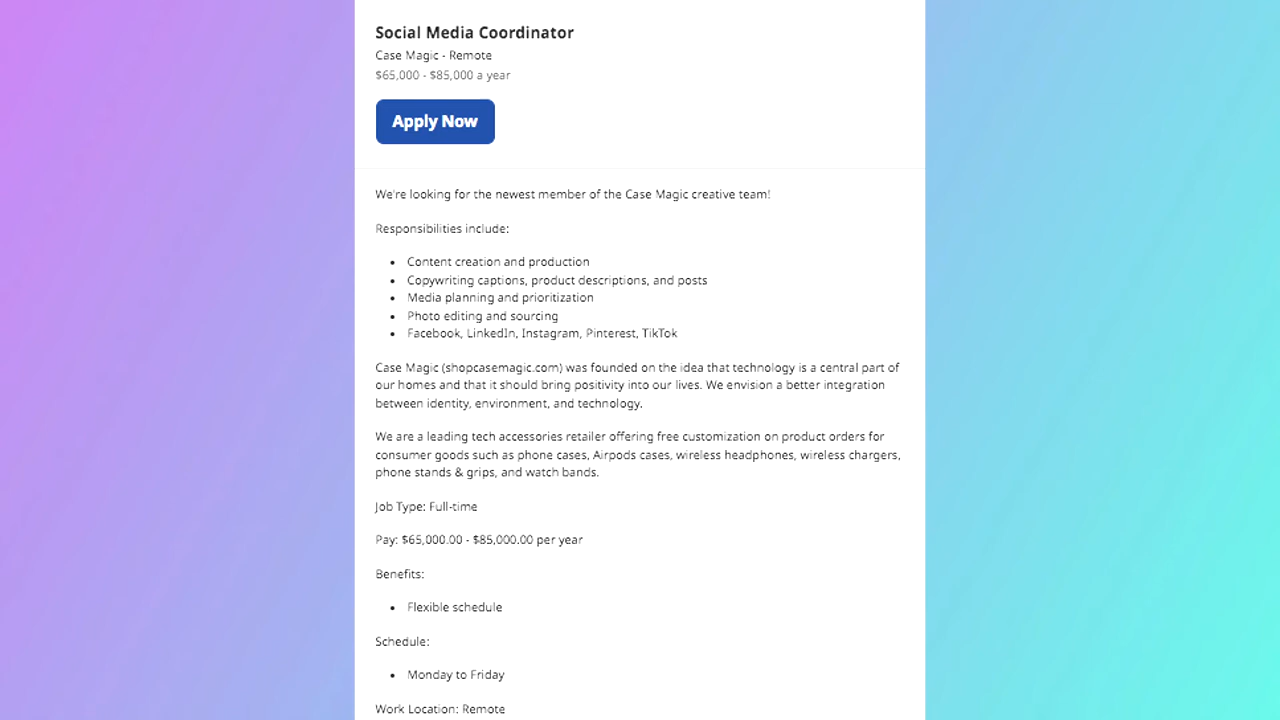 Social Media Coordinator
Case Magic - Remote
$65,000 - $85,000 a year
Apply Now
We're looking for the newest member of the Case Magic creative team!
Responsibilities include:
• Content creation and production
• Copywriting captions, product descriptions, and posts
• Media planning and prioritization
• Photo editing and sourcing
• Facebook, LinkedIn, Instagram, Pinterest, TikTok
Case Magic (shopcasemagic.com) was founded on the idea that technology is a central part of
our homes and that it should bring positivity into our lives. We envision a better integration
between identity, environment, and technology.
We are a leading tech accessories retailer offering free customization on product orders for
consumer goods such as phone cases, Airpods cases, wireless headphones, wireless chargers,
phone stands & grips, and watch bands.
Job Type: Full-time
Pay: $65,000.00 - $85,000.00 per year
Benefits:
• Flexible schedule
Schedule:
• Monday to Friday
Work Location: Remote